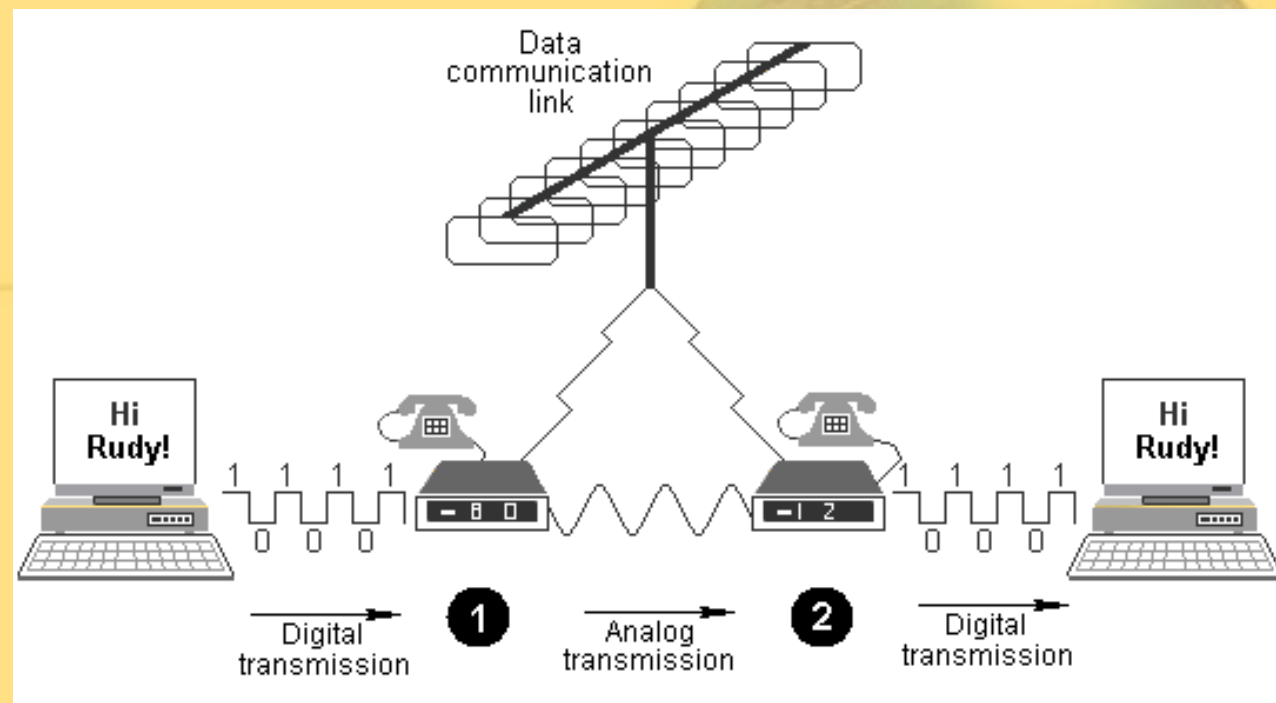 Data
communication
link
Hi
Rudy!
Hi
Rudy!
1 1 1 1
0 0 0
1 1 1 1
0 0 0
1
2
Digital
transmission
Analog
transmission
Digital
transmission